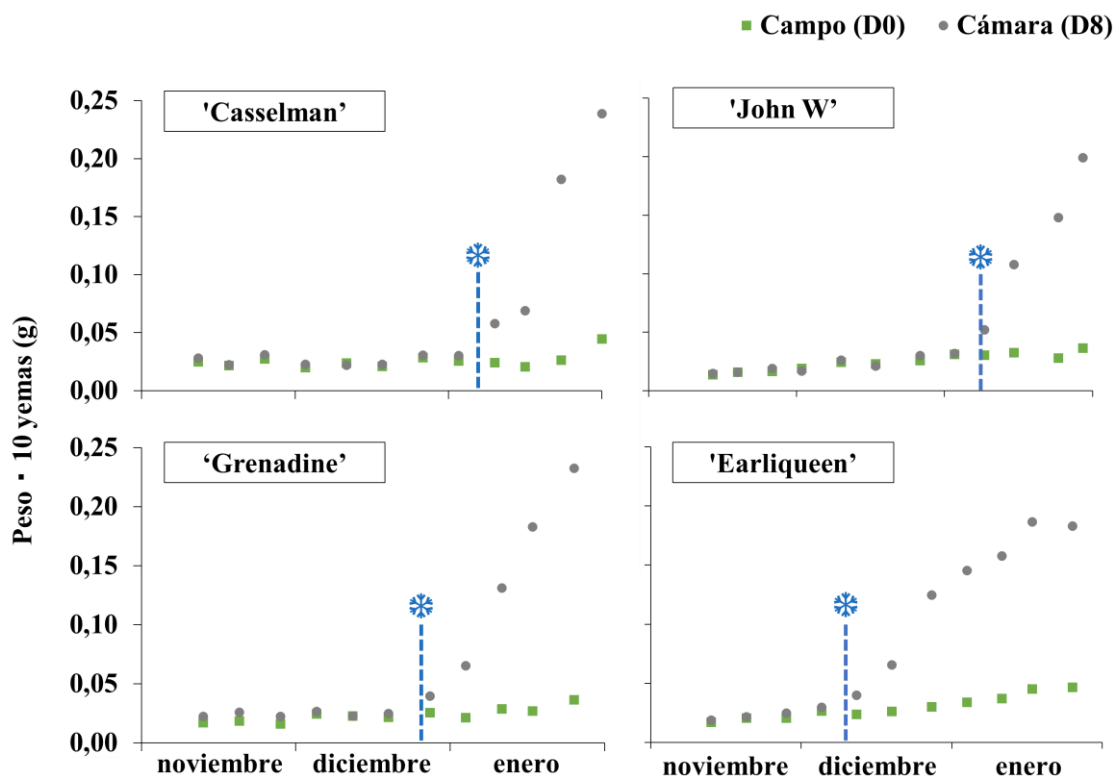 Campo (D0) Cámara (D8)
'Casselman’
'John W’
0,25
0,20
0,15
0,10
0,05
0,00
‘Grenadine’
'Earliqueen’
0,25
0,20
0,15
0,10
0,05
0,00
Peso · 10 yemas (g)
noviembre diciembre enero
noviembre diciembre enero